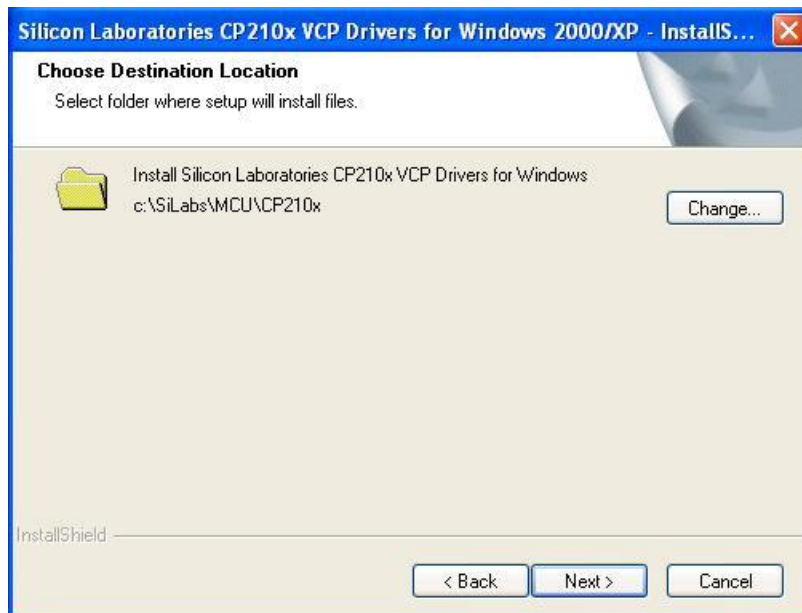 Silicon Laboratories CP210x VCP Drivers for Windows 2000/XP - InstallS...
Choose Destination Location
Select folder where setup will install files.
Install Silicon Laboratories CP210x VCP Drivers for Windows
c:\SiLabs\MCU\CP210x
Change...
InstallShield
< Back
Next >
Cancel